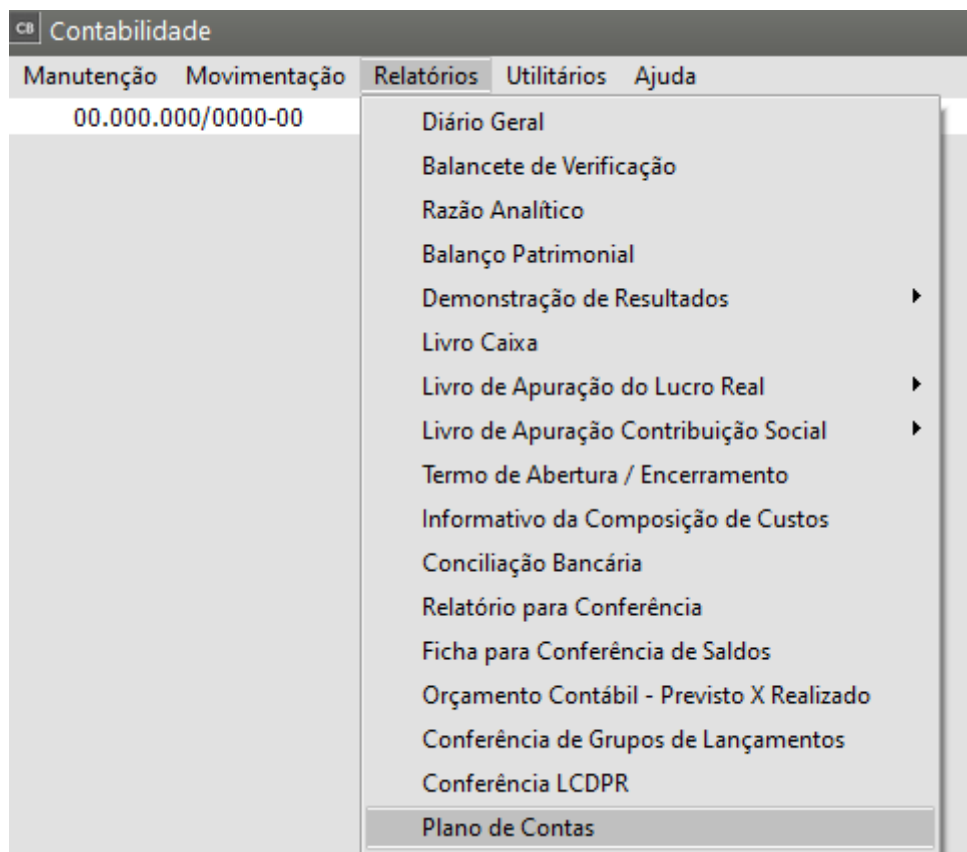 CB Contabilidade
Manutenção Movimentação Relatórios Utilitários Ajuda
00.000.000/0000-00
Diário Geral
Balancete de Verificação
Razão Analítico
Balanço Patrimonial
Demonstração de Resultados
Livro Caixa
Livro de Apuração do Lucro Real
Livro de Apuração Contribuição Social
Termo de Abertura / Encerramento
Informativo da Composição de Custos
Conciliação Bancária
Relatório para Conferência
Ficha para Conferência de Saldos
Orçamento Contábil - Previsto X Realizado
Conferência de Grupos de Lançamentos
Conferência LCDPR
Plano de Contas